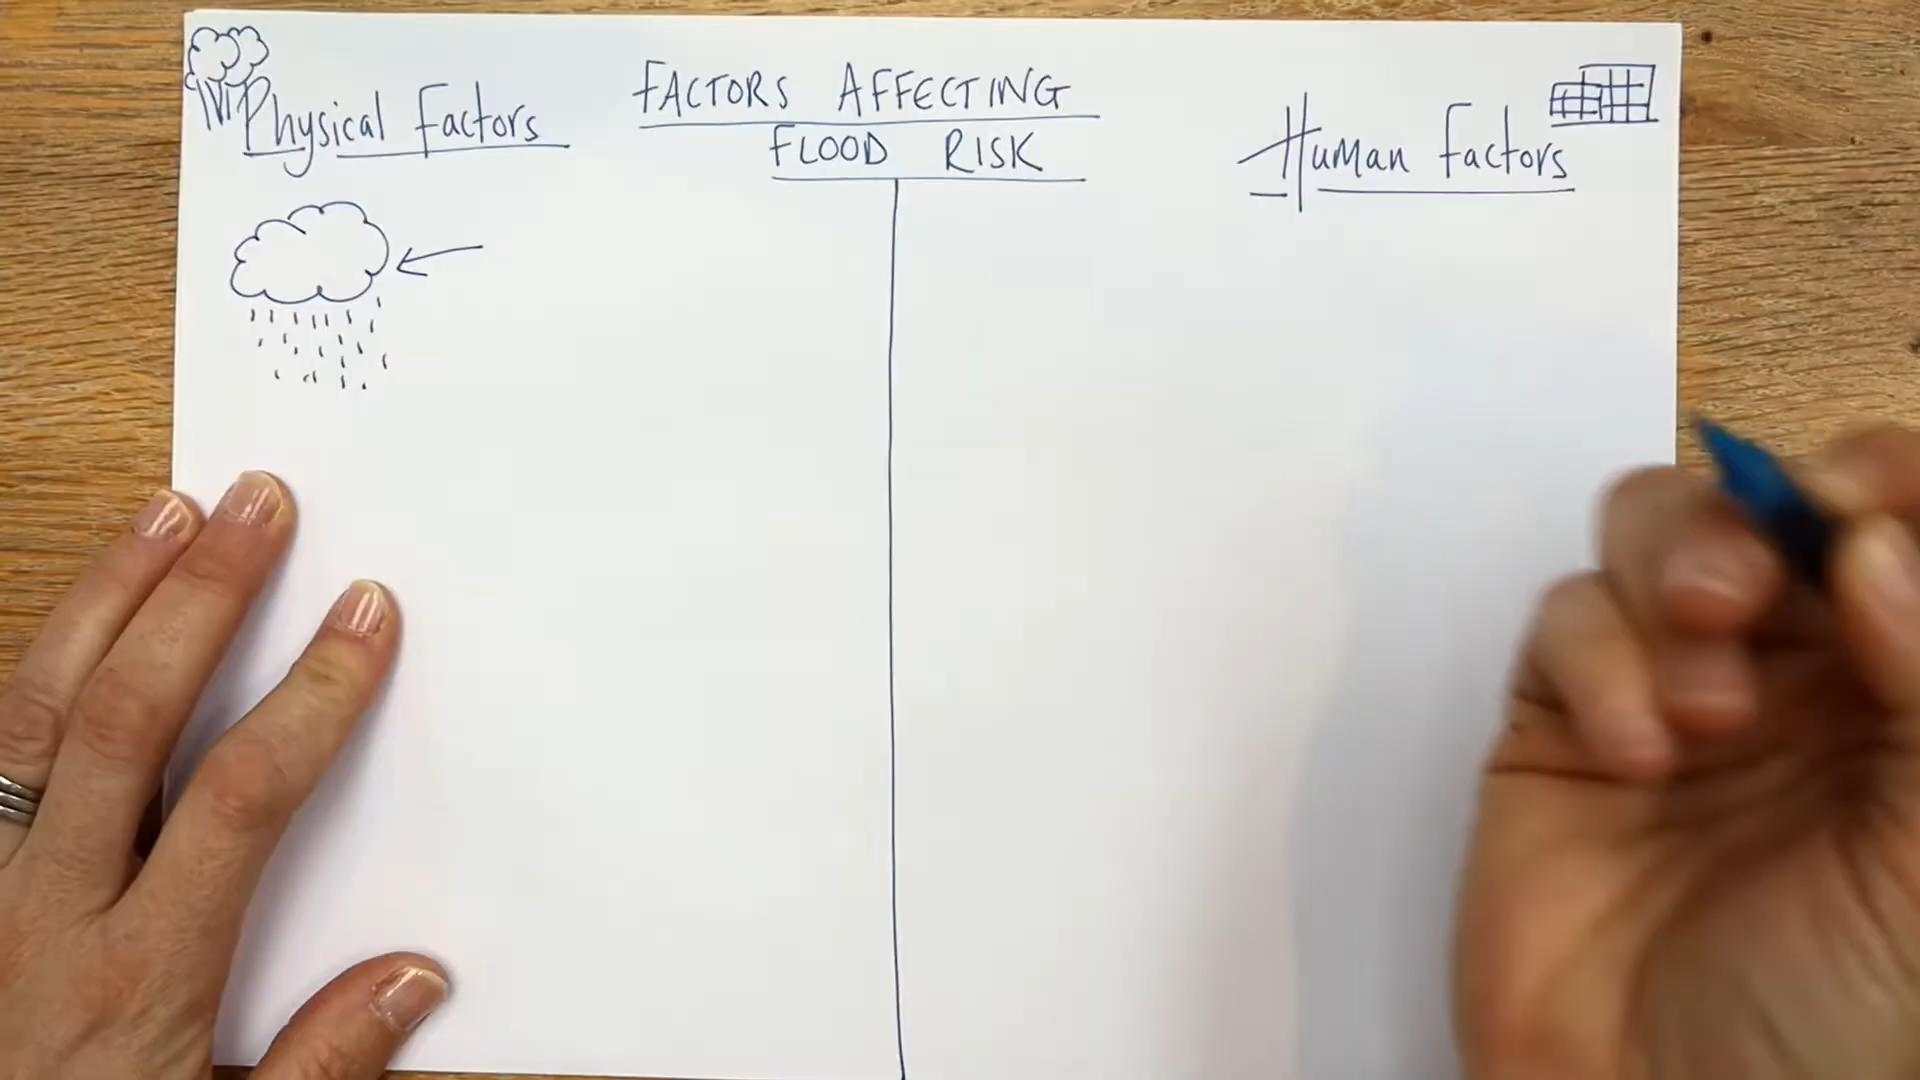 Physical Factors
FACTORS AFFECTING
FLOOD RISK
Human Factors